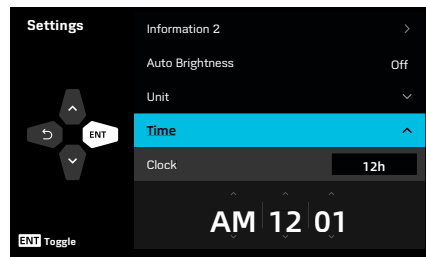 Settings
Information 2
Auto Brightness Off
Unit
ENT
Time
Clock 12h
AM 12 01
ENT Toggle